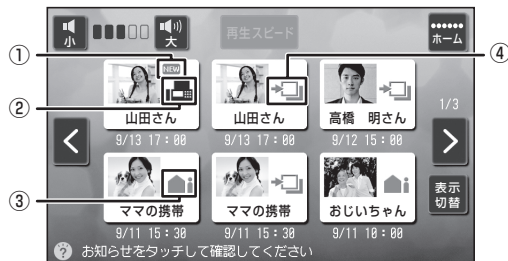 小
大
再生スピード
ホーム
①
④
NEW
②
山田さん
山田さん
高橋 明さん
1/3
9/13 17:00
9/13 17:00
9/12 15:00
③
表示
切替
ママの携帯
ママの携帯
おじいちゃん
9/11 15:30
9/11 15:30
9/11 10:00
? お知らせをタッチして確認してください